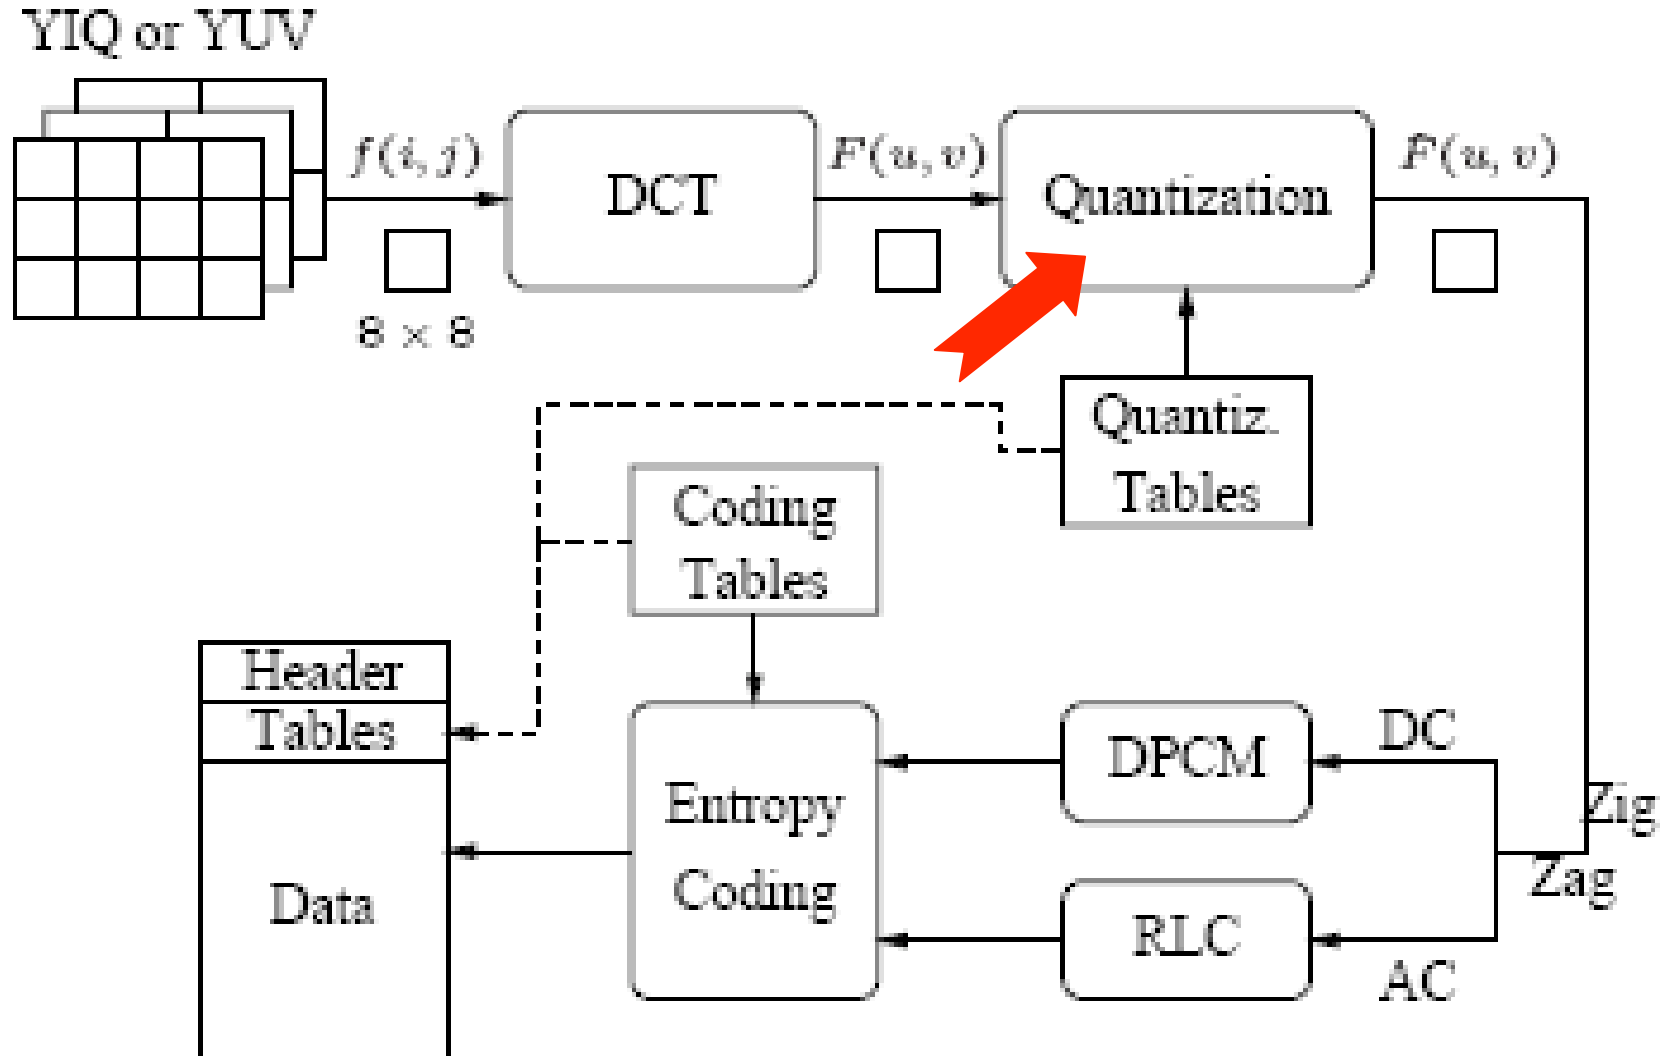 YIQ or YUV
f(i, j)
DCT
F(u, v)
Quantization
F̂(u, v)
8 × 8
Quantiz.
Tables
Coding
Tables
Header
Tables
Data
Entropy
Coding
DPCM
DC
Zig
Zag
RLC
AC